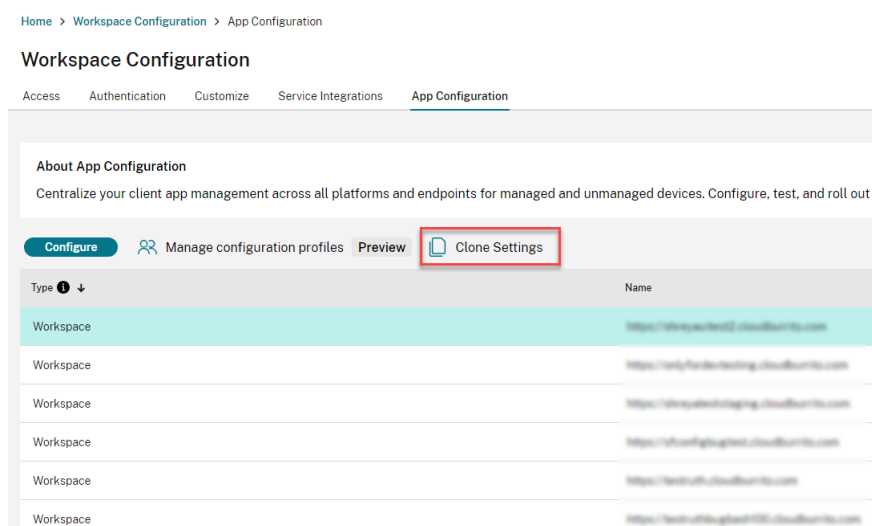 Home > Workspace Configuration > App Configuration
Workspace Configuration
Access Authentication Customize Service Integrations App Configuration
About App Configuration
Centralize your client app management across all platforms and endpoints for managed and unmanaged devices. Configure, test, and roll out
Configure Manage configuration profiles Preview Clone Settings
Type Name
Workspace
Workspace
Workspace
Workspace
Workspace
Workspace